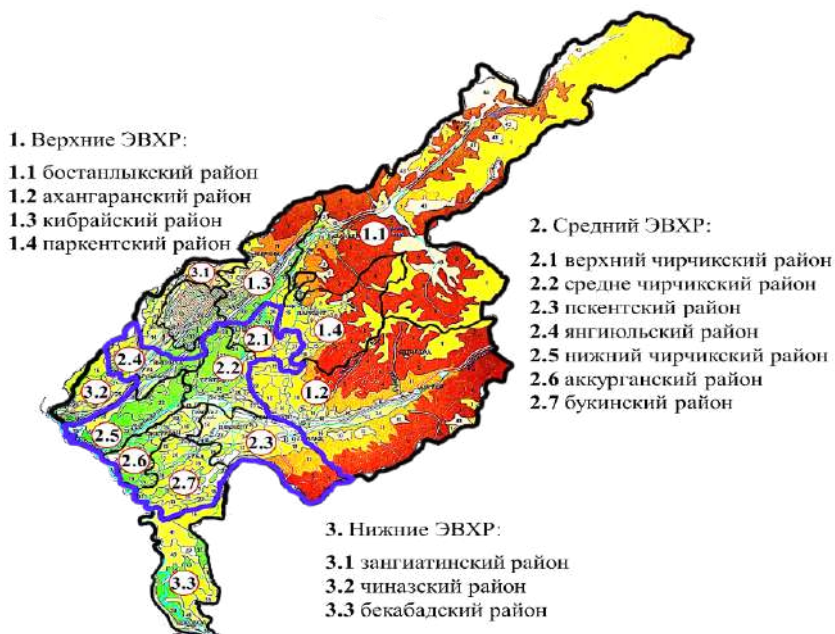 1. Верхние ЭВХР:
1.1 бостанлыкский район
1.2 ахангаранский район
1.3 кибрайский район
1.4 паркентский район
2. Средний ЭВХР:
2.1 верхний чирчикский район
2.2 средне чирчикский район
2.3 пскентский район
2.4 янгиюльский район
2.5 нижний чирчикский район
2.6 аккурганский район
2.7 букинский район
3. Нижние ЭВХР:
3.1 зангиатинский район
3.2 чиназский район
3.3 бекабадский район
1.1
3.1
1.3
2.1
1.4
2.4
2.2
3.2
1.2
2.5
2.3
2.6
2.7
3.3